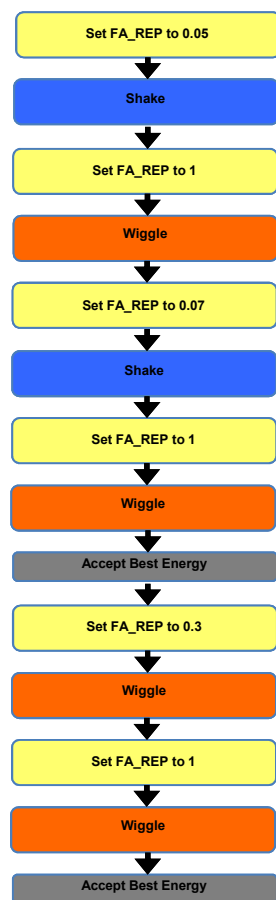 Set FA_REP to 0.05
Shake
Set FA_REP to 1
Wiggle
Set FA_REP to 0.07
Shake
Set FA_REP to 1
Wiggle
Accept Best Energy
Set FA_REP to 0.3
Wiggle
Set FA_REP to 1
Wiggle
Accept Best Energy